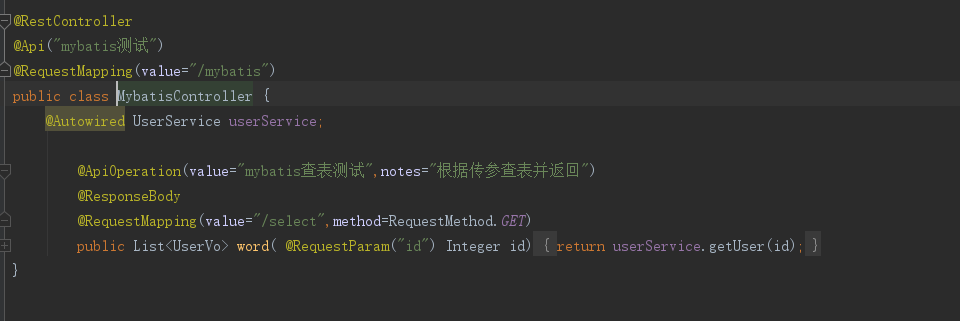 @RestController
@Api("mybatis测试")
@RequestMapping(value="/mybatis")
public class MybatisController {
@Autowired UserService userService;
@ApiOperation(value="mybatis查表测试",notes="根据传参查表并返回")
@ResponseBody
@RequestMapping(value="/select",method=RequestMethod.GET)
public List<UserVo> word( @RequestParam("id") Integer id) { return userService.getUser(id); }
}